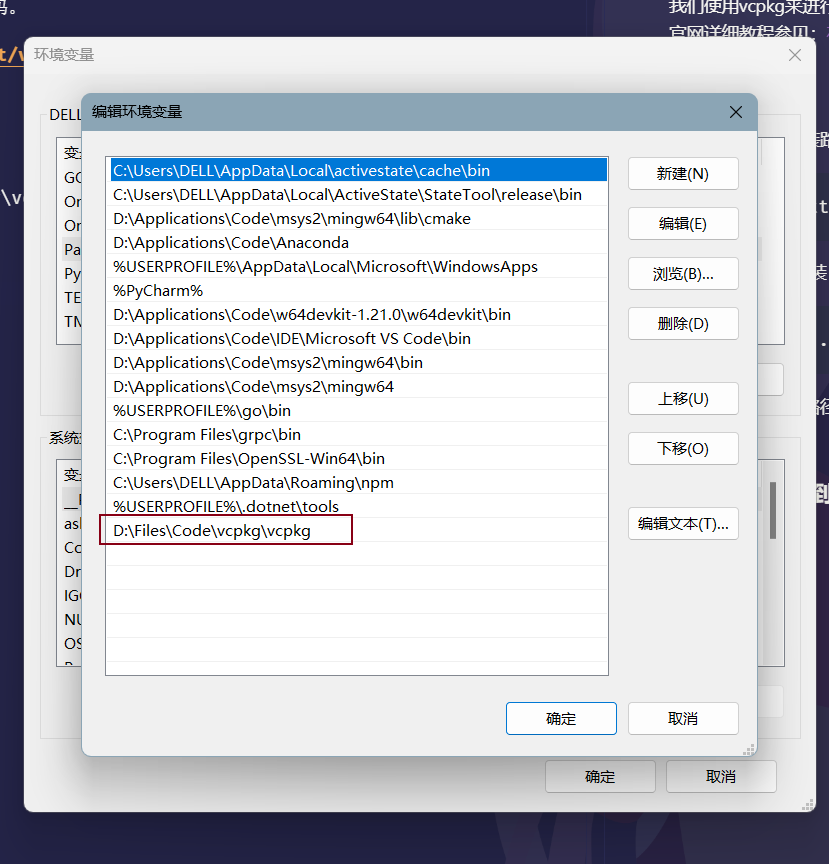 码。
我们使用vcpkg来进行
官网详细教程参见：
t/v
环境变量
DELL
编辑环境变量
C:\Users\DELL\AppData\Local\activestate\cache\bin
C:\Users\DELL\AppData\Local\ActiveState\StateTool\release\bin
D:\Applications\Code\msys2\mingw64\lib\cmake
D:\Applications\Code\Anaconda
%USERPROFILE%\AppData\Local\Microsoft\WindowsApps
%PyCharm%
D:\Applications\Code\w64devkit-1.21.0\w64devkit\bin
D:\Applications\Code\IDE\Microsoft VS Code\bin
D:\Applications\Code\msys2\mingw64\bin
D:\Applications\Code\msys2\mingw64
%USERPROFILE%\go\bin
C:\Program Files\grpc\bin
C:\Program Files\OpenSSL-Win64\bin
C:\Users\DELL\AppData\Roaming\npm
%USERPROFILE%\.dotnet\tools
D:\Files\Code\vcpkg\vcpkg
新建(N)
编辑(E)
浏览(B)...
删除(D)
上移(U)
下移(O)
编辑文本(T)...
确定
取消
变
GO
On
On
Pa
Py
TE
TM
\vc
系统变
变
as
Co
Dr
IGC
NU
OS
装
到
确定
取消